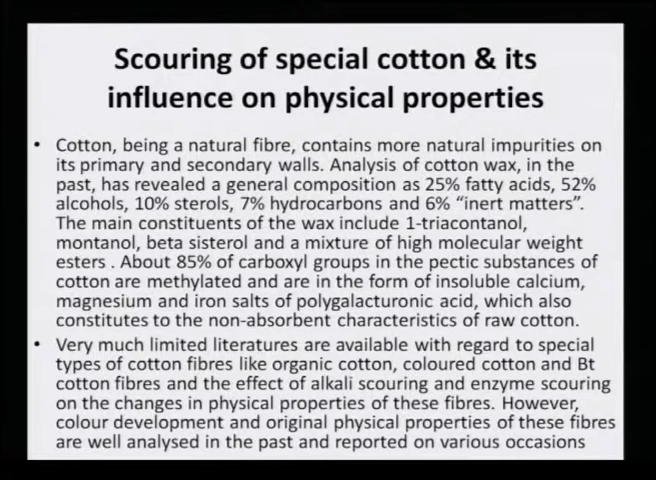 Scouring of special cotton & its
influence on physical properties
• Cotton, being a natural fibre, contains more natural impurities on
its primary and secondary walls. Analysis of cotton wax, in the
past, has revealed a general composition as 25% fatty acids, 52%
alcohols, 10% sterols, 7% hydrocarbons and 6% “inert matters”.
The main constituents of the wax include 1-triacontanol,
montanol, beta sisterol and a mixture of high molecular weight
esters . About 85% of carboxyl groups in the pectic substances of
cotton are methylated and are in the form of insoluble calcium,
magnesium and iron salts of polygalacturonic acid, which also
constitutes to the non-absorbent characteristics of raw cotton.
• Very much limited literatures are available with regard to special
types of cotton fibres like organic cotton, coloured cotton and Bt
cotton fibres and the effect of alkali scouring and enzyme scouring
on the changes in physical properties of these fibres. However,
colour development and original physical properties of these fibres
are well analysed in the past and reported on various occasions